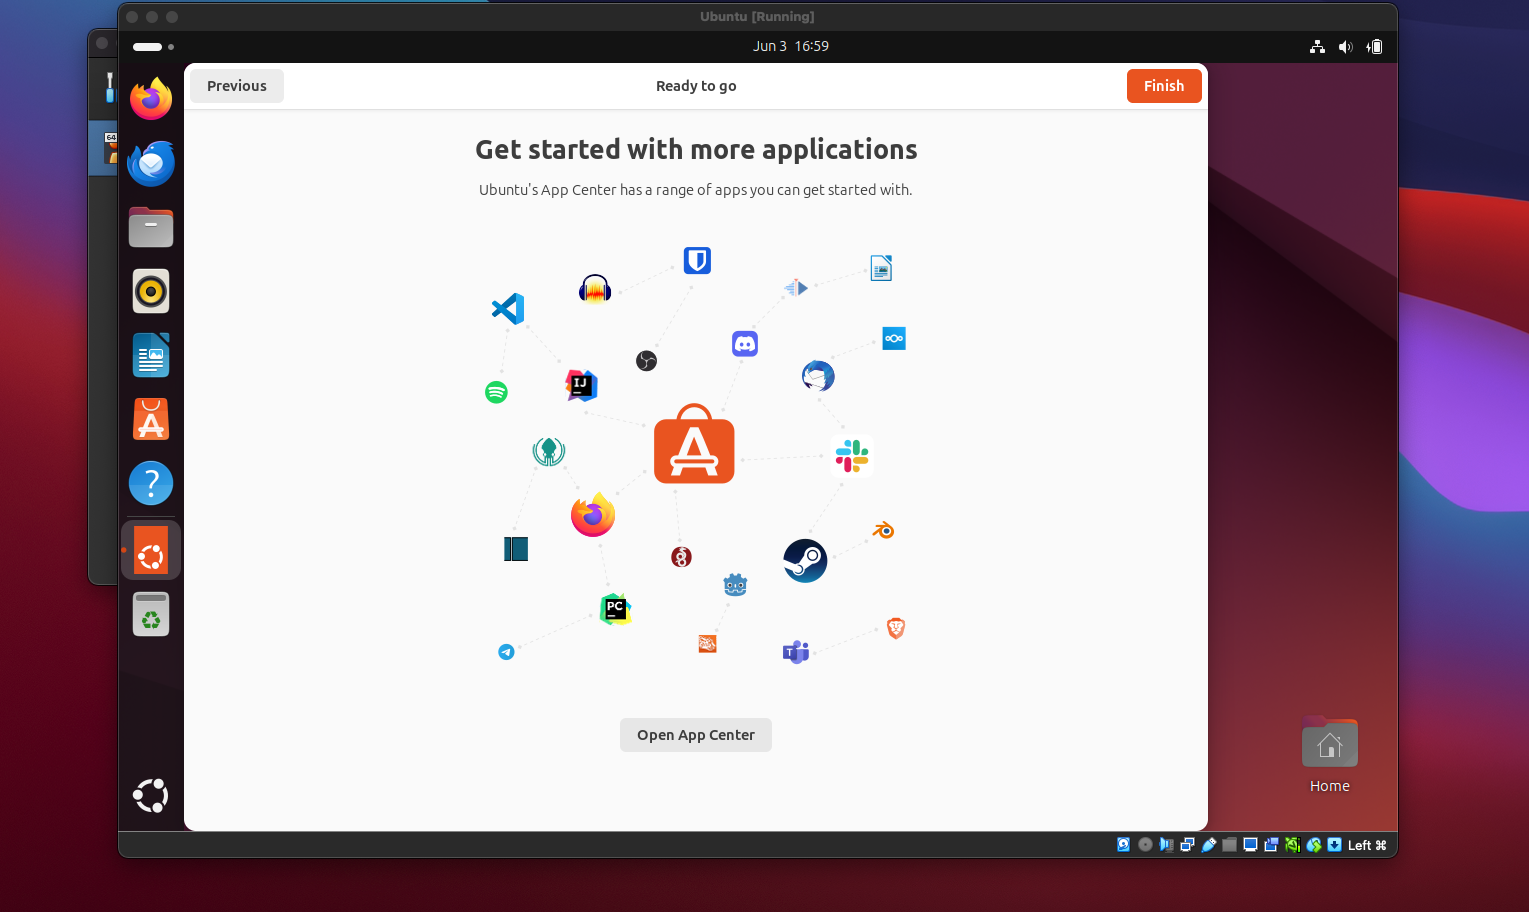 Ubuntu [Running]
Jun 3 16:59
Previous
Ready to go
Finish
Get started with more applications
Ubuntu's App Center has a range of apps you can get started with.
64
IJ
PC
T
Open App Center
Home
Left ⌘